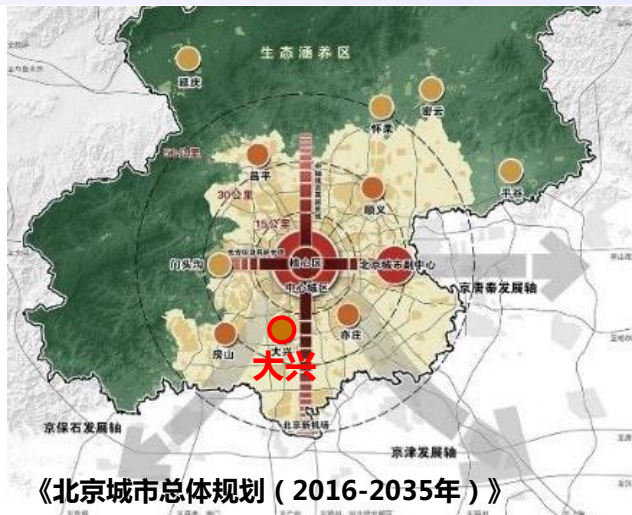 生态涵养区
延庆
密云
怀柔
50公里
昌平
30公里
顺义
平谷
15公里
门头沟
核心区
北京城市副中心
中心城区
京唐秦发展轴
房山
大兴
亦庄
大兴
北京新机场
京保石发展轴
京津发展轴
《北京城市总体规划（2016-2035年）》